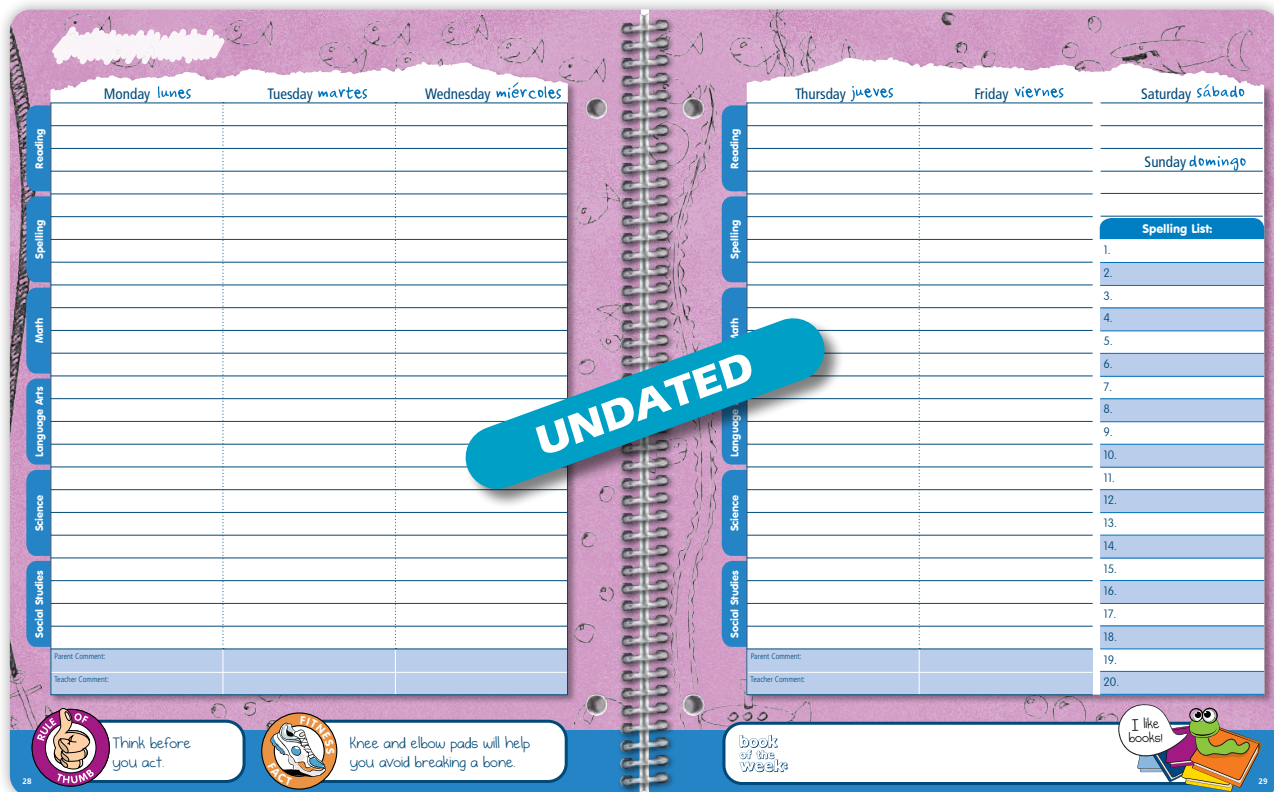 Monday lunes
Tuesday martes
Wednesday miércoles
Reading
Spelling
Math
Language Arts
Science
Social Studies
Parent Comment:
Teacher Comment:
RULE OF THUMB
Think before
you act.
FITNESS FACT
Knee and elbow pads will help
you avoid breaking a bone.
28
UNDATED
Thursday jueves
Friday viernes
Saturday sábado
Sunday domingo
Reading
Spelling
Math
Language
Science
Social Studies
Parent Comment:
Teacher Comment:
Spelling List:
1.
2.
3.
4.
5.
6.
7.
8.
9.
10.
11.
12.
13.
14.
15.
16.
17.
18.
19.
20.
book
of the
week:
I like
books!
29